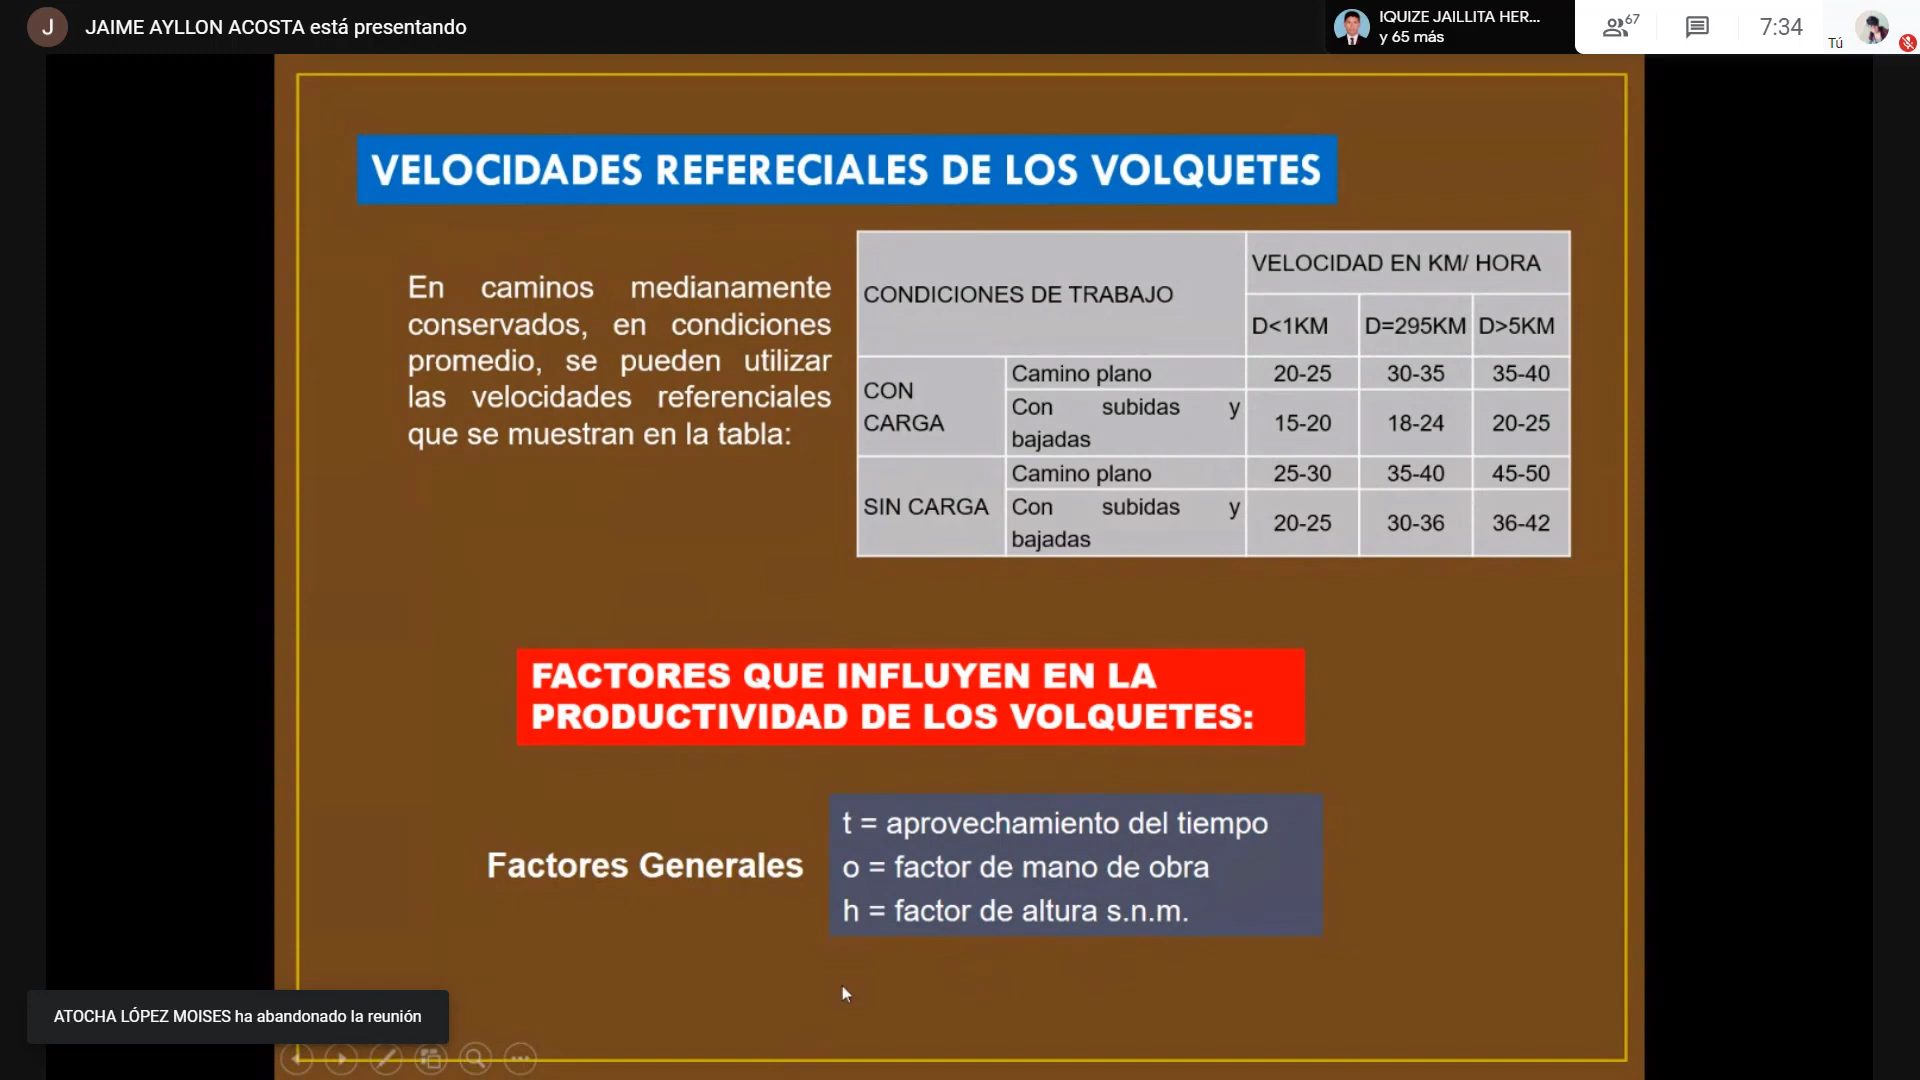 J JAIME AYLLON ACOSTA está presentando
IQUIZE JAILLITA HER...
y 65 más
67
7:34
Tú
VELOCIDADES REFERECIALES DE LOS VOLQUETES
En caminos medianamente
conservados, en condiciones
promedio, se pueden utilizar
las velocidades referenciales
que se muestran en la tabla:
CONDICIONES DE TRABAJO
VELOCIDAD EN KM/ HORA
D<1KM D=295KM D>5KM
CON
CARGA
Camino plano 20-25 30-35 35-40
Con subidas y
bajadas
15-20 18-24 20-25
SIN CARGA
Camino plano 25-30 35-40 45-50
Con subidas y
bajadas
20-25 30-36 36-42
FACTORES QUE INFLUYEN EN LA
PRODUCTIVIDAD DE LOS VOLQUETES:
Factores Generales
t = aprovechamiento del tiempo
o = factor de mano de obra
h = factor de altura s.n.m.
ATOCHA LÓPEZ MOISES ha abandonado la reunión